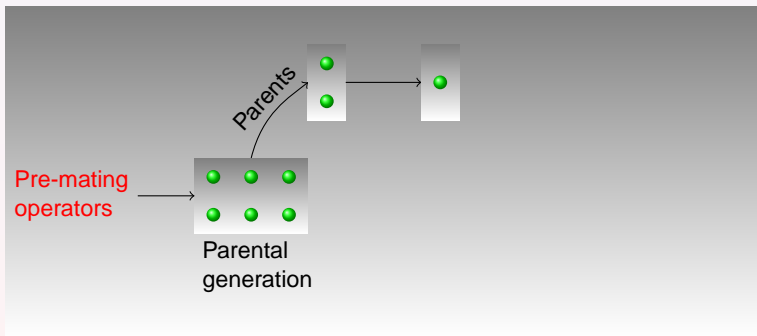 Parents
Pre-mating
operators
Parental
generation